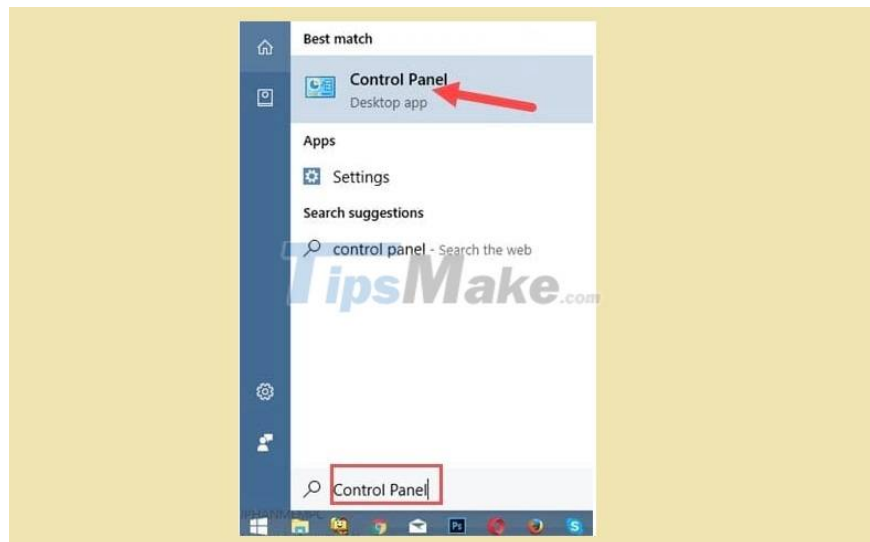 Best match
Control Panel
Desktop app
Apps
Settings
Search suggestions
control panel - Search the web
TipsMake.com
Control Panel
Ps
S